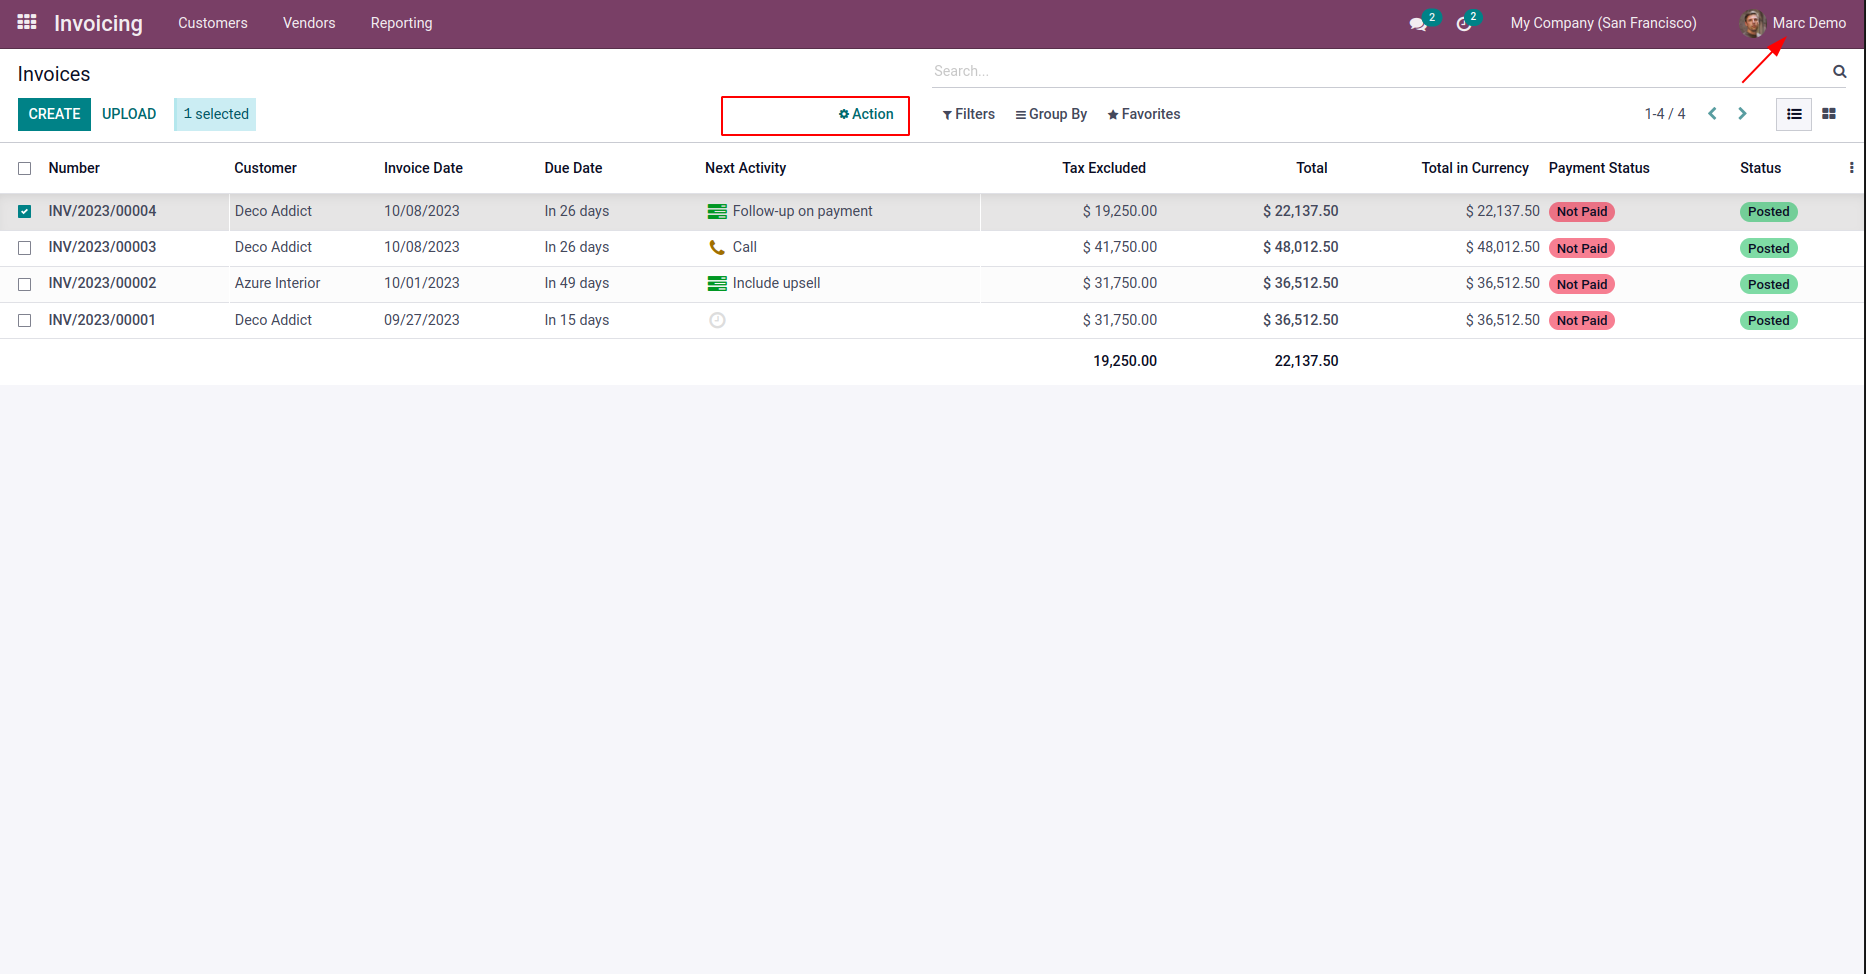 Invoicing Customers Vendors Reporting 2 2 My Company (San Francisco) Marc Demo
Invoices Search...
CREATE UPLOAD 1 selected Action Filters Group By Favorites 1-4 / 4
Number Customer Invoice Date Due Date Next Activity Tax Excluded Total Total in Currency Payment Status Status
INV/2023/00004 Deco Addict 10/08/2023 In 26 days Follow-up on payment $ 19,250.00 $ 22,137.50 $ 22,137.50 Not Paid Posted
INV/2023/00003 Deco Addict 10/08/2023 In 26 days Call $ 41,750.00 $ 48,012.50 $ 48,012.50 Not Paid Posted
INV/2023/00002 Azure Interior 10/01/2023 In 49 days Include upsell $ 31,750.00 $ 36,512.50 $ 36,512.50 Not Paid Posted
INV/2023/00001 Deco Addict 09/27/2023 In 15 days $ 31,750.00 $ 36,512.50 $ 36,512.50 Not Paid Posted
19,250.00 22,137.50